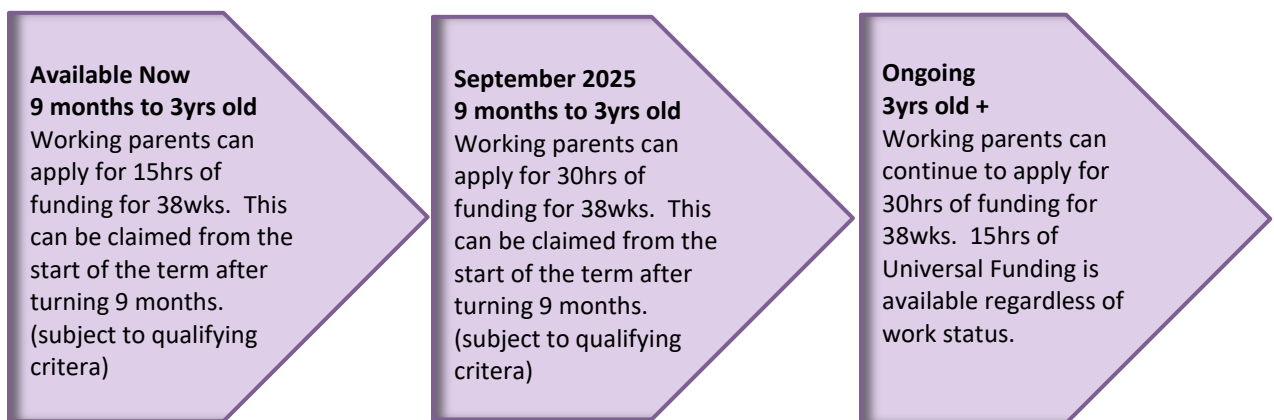 Available Now
9 months to 3yrs old
Working parents can
apply for 15hrs of
funding for 38wks.  This
can be claimed from the
start of the term after
turning 9 months.
(subject to qualifying
critera)
September 2025
9 months to 3yrs old
Working parents can
apply for 30hrs of
funding for 38wks.  This
can be claimed from the
start of the term after
turning 9 months.
(subject to qualifying
critera)
Ongoing
3yrs old +
Working parents can
continue to apply for
30hrs of funding for
38wks.  15hrs of
Universal Funding is
available regardless of
work status.